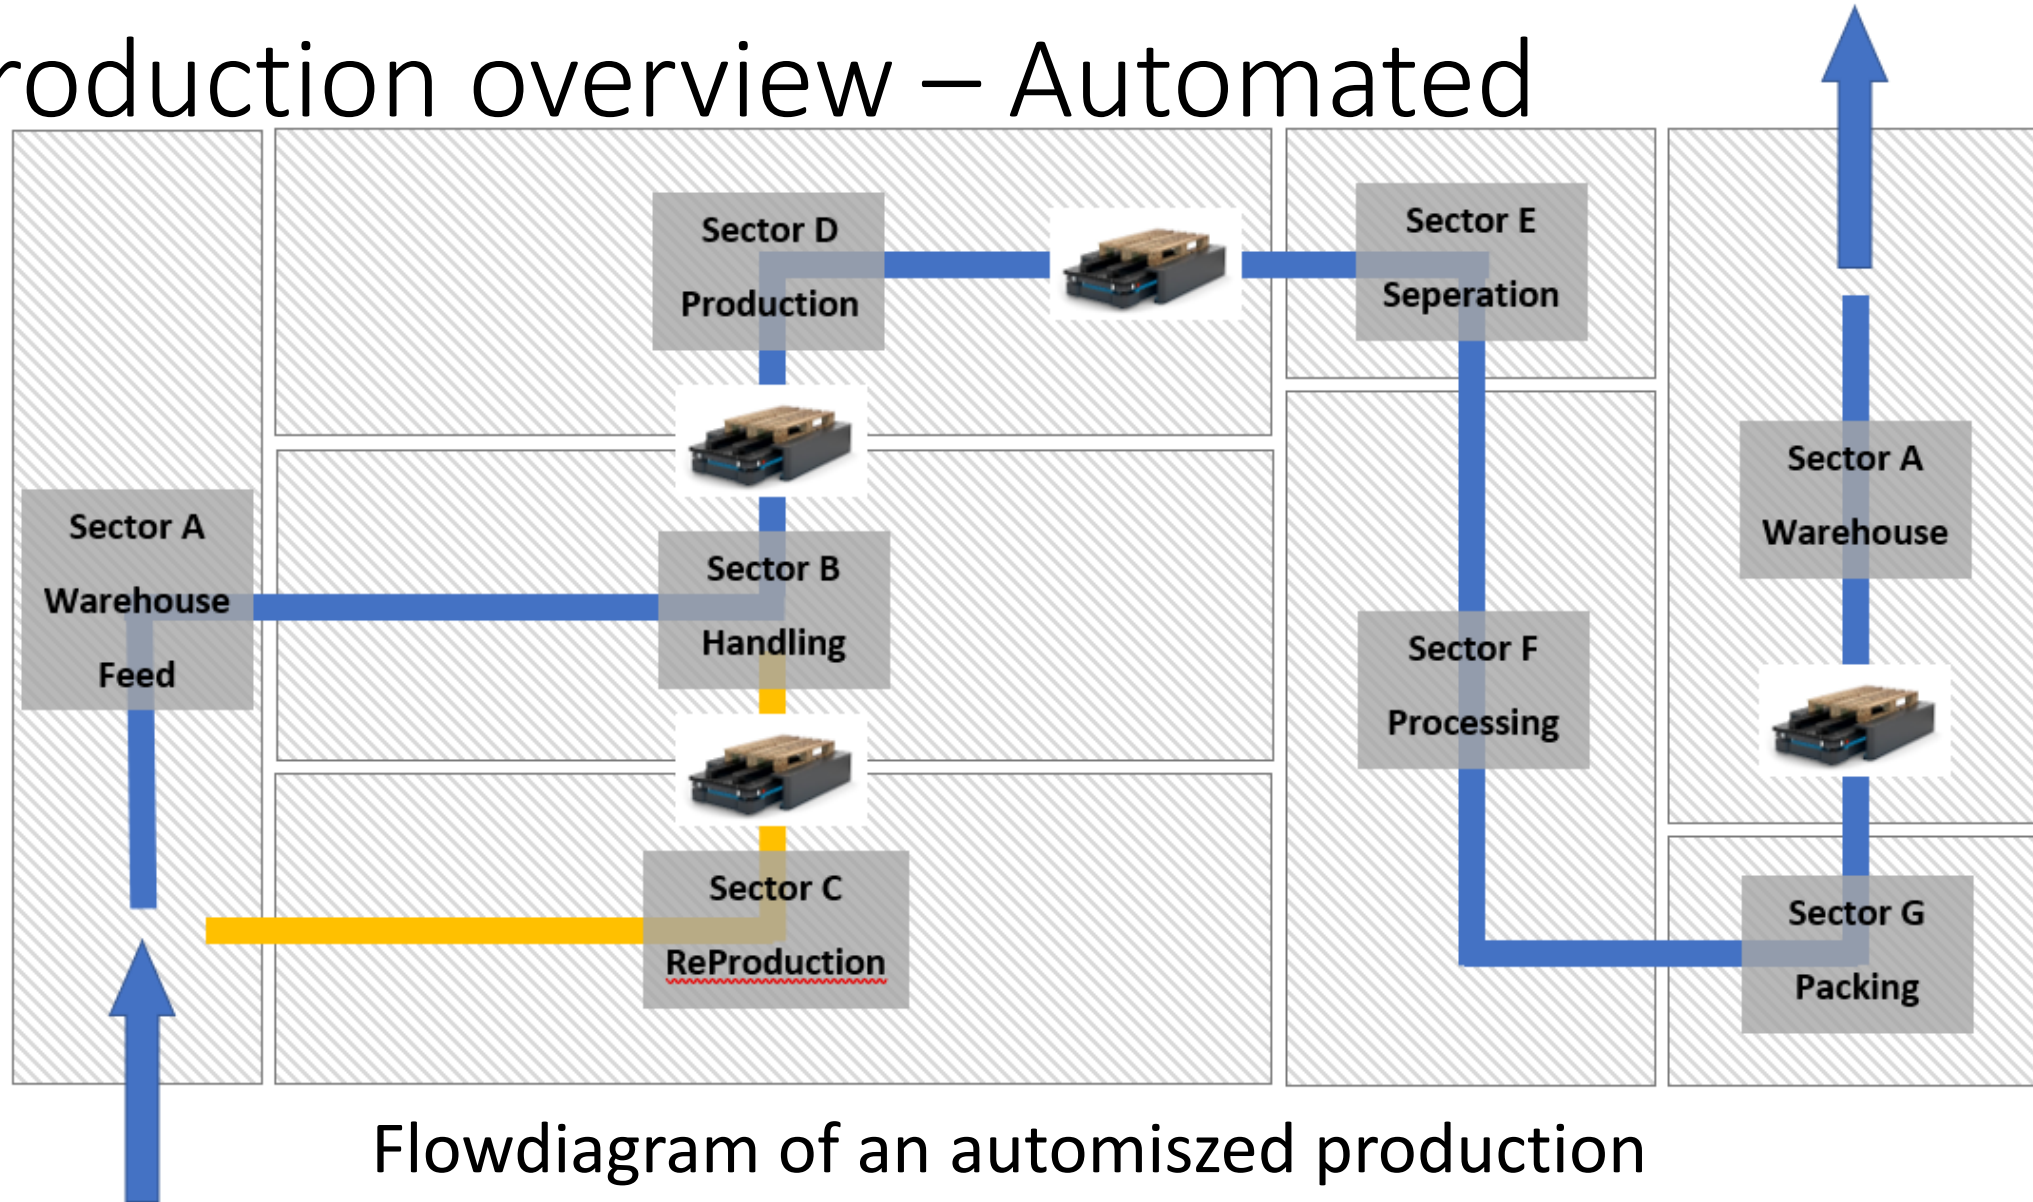 roduction overview – Automated
Sector D
Production
Sector E
Seperation
Sector A
Warehouse
Feed
Sector B
Handling
Sector C
ReProduction
Sector F
Processing
Sector A
Warehouse
Sector G
Packing
Flowdiagram of an automiszed production